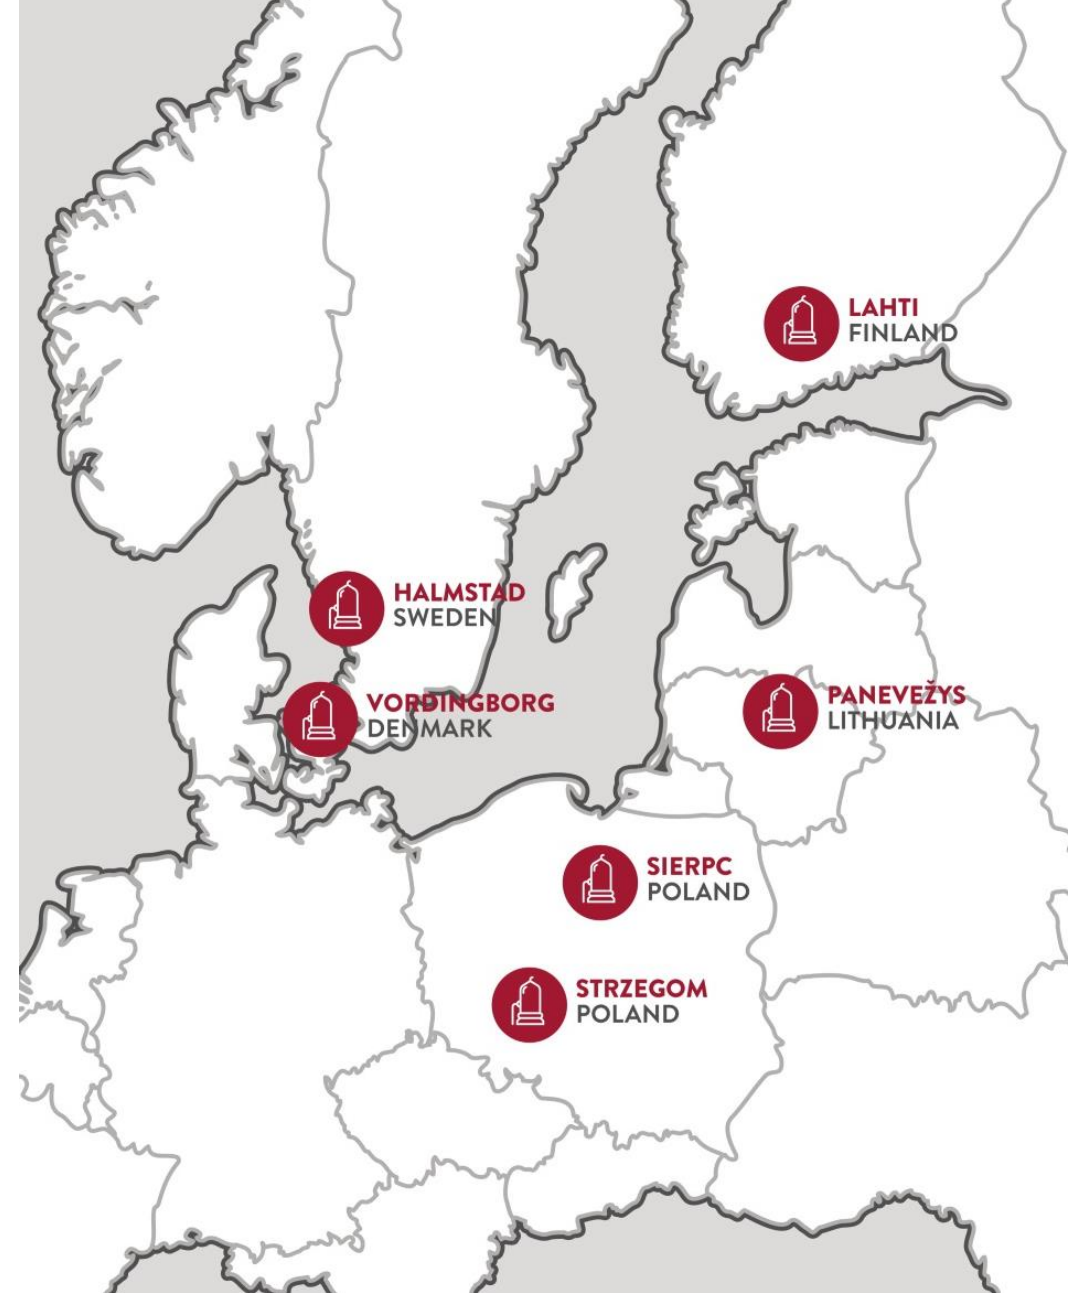 LAHTI
FINLAND
HALMSTAD
SWEDEN
VORDINGBORG
DENMARK
PANEVEŽYS
LITHUANIA
SIERPC
POLAND
STRZEGOM
POLAND